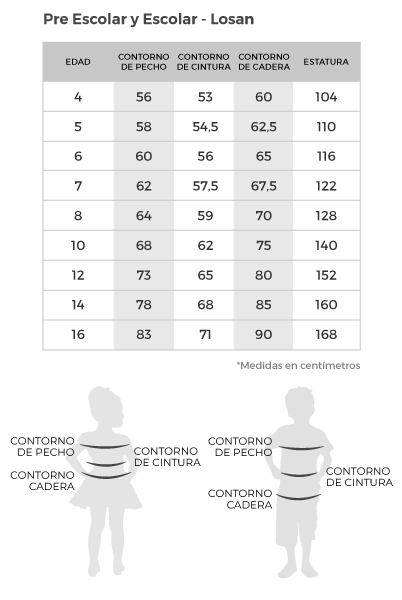 Pre Escolar y Escolar - Losan
EDAD CONTORNO DE PECHO CONTORNO DE CINTURA CONTORNO DE CADERA ESTATURA
4 56 53 60 104
5 58 54,5 62,5 110
6 60 56 65 116
7 62 57,5 67,5 122
8 64 59 70 128
10 68 62 75 140
12 73 65 80 152
14 78 68 85 160
16 83 71 90 168
*Medidas en centímetros
CONTORNO
DE PECHO
CONTORNO
DE CINTURA
CONTORNO
CADERA
CONTORNO
DE PECHO
CONTORNO
DE CINTURA
CONTORNO
CADERA